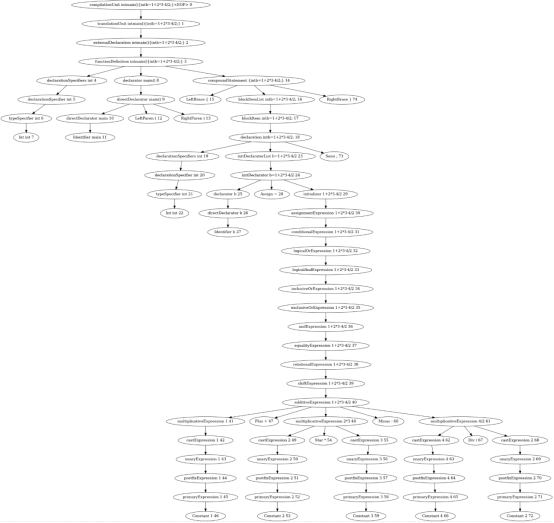 compilationUnit intmain(){intb=1+2*3-4/2;}<EOF> 0
translationUnit intmain(){intb=1+2*3-4/2;} 1
externalDeclaration intmain(){intb=1+2*3-4/2;} 2
functionDefinition intmain(){intb=1+2*3-4/2;} 3
declarationSpecifiers int 4 declarator main() 8 compoundStatement {intb=1+2*3-4/2;} 14
declarationSpecifier int 5 directDeclarator main() 9 LeftBrace { 15 blockItemList intb=1+2*3-4/2; 16 RightBrace } 74
typeSpecifier int 6 directDeclarator main 10 LeftParen ( 12 RightParen ) 13 blockItem intb=1+2*3-4/2; 17
Int int 7 Identifier main 11 declaration intb=1+2*3-4/2; 18
declarationSpecifiers int 19 initDeclaratorList b=1+2*3-4/2 23 Semi ; 73
declarationSpecifier int 20 initDeclarator b=1+2*3-4/2 24
typeSpecifier int 21 declarator b 25 Assign = 28 initializer 1+2*3-4/2 29
Int int 22 directDeclarator b 26 assignmentExpression 1+2*3-4/2 30
Identifier b 27 conditionalExpression 1+2*3-4/2 31
logicalOrExpression 1+2*3-4/2 32
logicalAndExpression 1+2*3-4/2 33
inclusiveOrExpression 1+2*3-4/2 34
exclusiveOrExpression 1+2*3-4/2 35
andExpression 1+2*3-4/2 36
equalityExpression 1+2*3-4/2 37
relationalExpression 1+2*3-4/2 38
shiftExpression 1+2*3-4/2 39
additiveExpression 1+2*3-4/2 40
multiplicativeExpression 1 41 Plus + 47 multiplicativeExpression 2*3 48 Minus - 60 multiplicativeExpression 4/2 61
castExpression 1 42 castExpression 2 49 Star * 54 castExpression 3 55 castExpression 4 62 Div / 67 castExpression 2 68
unaryExpression 1 43 unaryExpression 2 50 unaryExpression 3 56 unaryExpression 4 63 unaryExpression 2 69
postfixExpression 1 44 postfixExpression 2 51 postfixExpression 3 57 postfixExpression 4 64 postfixExpression 2 70
primaryExpression 1 45 primaryExpression 2 52 primaryExpression 3 58 primaryExpression 4 65 primaryExpression 2 71
Constant 1 46 Constant 2 53 Constant 3 59 Constant 4 66 Constant 2 72